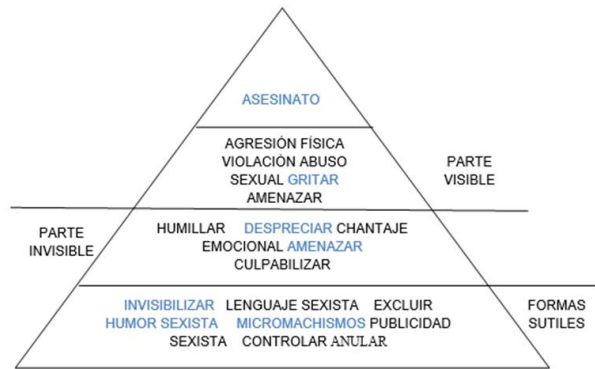 ASESINATO
AGRESIÓN FÍSICA
VIOLACIÓN ABUSO
SEXUAL GRITAR
AMENAZAR
PARTE
VISIBLE
PARTE
INVISIBLE
HUMILLAR DESPRECIAR CHANTAJE
EMOCIONAL AMENAZAR
CULPABILIZAR
INVISIBILIZAR LENGUAJE SEXISTA EXCLUIR
HUMOR SEXISTA MICROMACHISMOS PUBLICIDAD
SEXISTA CONTROLAR ANULAR
FORMAS
SUTILES